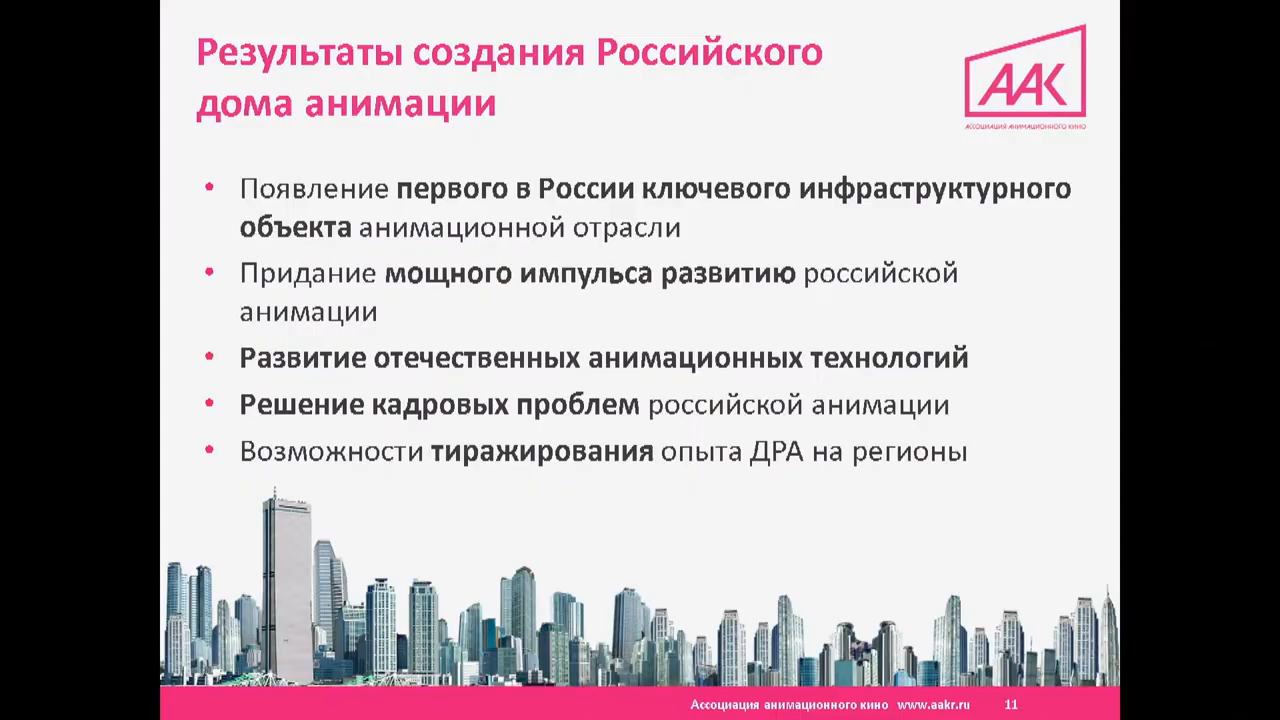 Результаты создания Российского
дома анимации
ААК
АССОЦИАЦИЯ АНИМАЦИОННОГО КИНО
• Появление первого в России ключевого инфраструктурного
объекта анимационной отрасли
• Придание мощного импульса развитию российской
анимации
• Развитие отечественных анимационных технологий
• Решение кадровых проблем российской анимации
• Возможности тиражирования опыта ДРА на регионы
Ассоциация анимационного кино www.aakr.ru 11